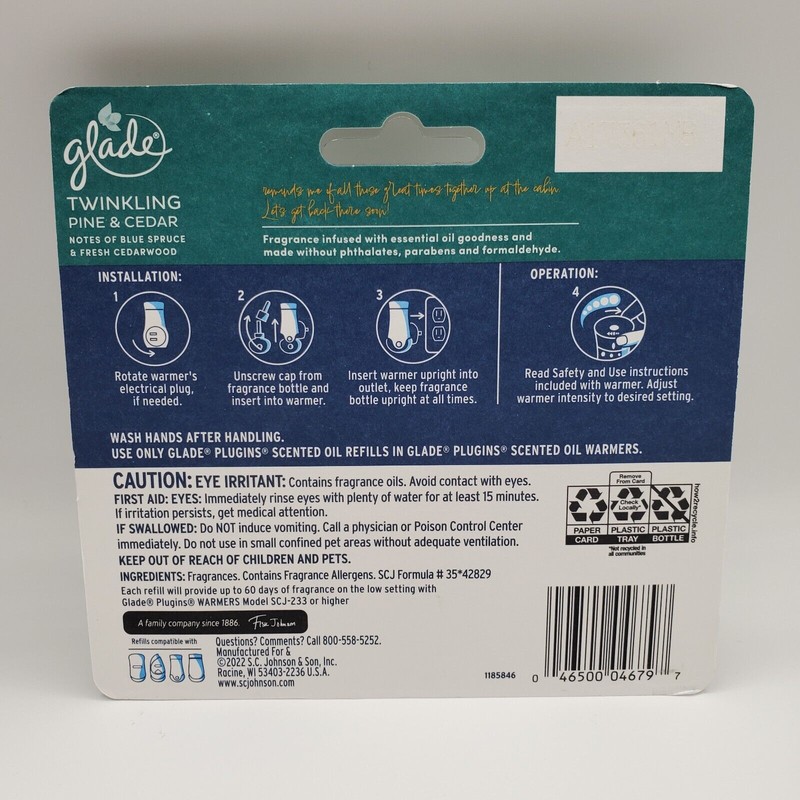 glade®
TWINKLING
PINE & CEDAR
NOTES OF BLUE SPRUCE
& FRESH CEDARWOOD
reminds me of all those great times together up at the cabin.
Let's get back there soon!
Fragrance infused with essential oil goodness and
made without phthalates, parabens and formaldehyde.
INSTALLATION:
1
Rotate warmer's
electrical plug,
if needed.
2
Unscrew cap from
fragrance bottle and
insert into warmer.
3
Insert warmer upright into
outlet, keep fragrance
bottle upright at all times.
OPERATION:
4
Read Safety and Use instructions
included with warmer. Adjust
warmer intensity to desired setting.
WASH HANDS AFTER HANDLING.
USE ONLY GLADE® PLUGINS® SCENTED OIL REFILLS IN GLADE® PLUGINS® SCENTED OIL WARMERS.
CAUTION: EYE IRRITANT: Contains fragrance oils. Avoid contact with eyes.
FIRST AID: EYES: Immediately rinse eyes with plenty of water for at least 15 minutes.
If irritation persists, get medical attention.
IF SWALLOWED: Do NOT induce vomiting. Call a physician or Poison Control Center
immediately. Do not use in small confined pet areas without adequate ventilation.
KEEP OUT OF REACH OF CHILDREN AND PETS.
INGREDIENTS: Fragrances. Contains Fragrance Allergens. SCJ Formula # 35*42829
Each refill will provide up to 60 days of fragrance on the low setting with
Glade® Plugins® WARMERS Model SCJ-233 or higher
A family company since 1886. Fisk Johnson
Refills compatible with
Questions? Comments? Call 800-558-5252.
Manufactured For &
©2022 S.C. Johnson & Son, Inc.
Racine, WI 53403-2236 U.S.A.
www.scjohnson.com
Remove
From Card
Check
Locally*
PAPER
CARD
PLASTIC
TRAY
PLASTIC
BOTTLE
*Not recycled in
all communities
how2recycle.info
1185846
0 46500 04679 7